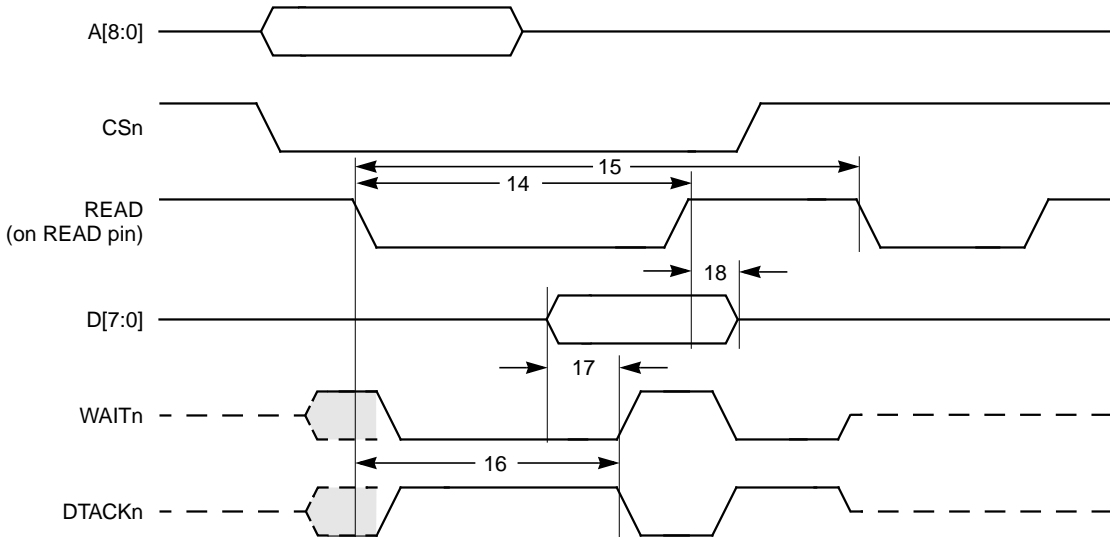 A[8:0]
CSn
15
14
READ
(on READ pin)
18
D[7:0]
17
WAITn
16
DTACKn